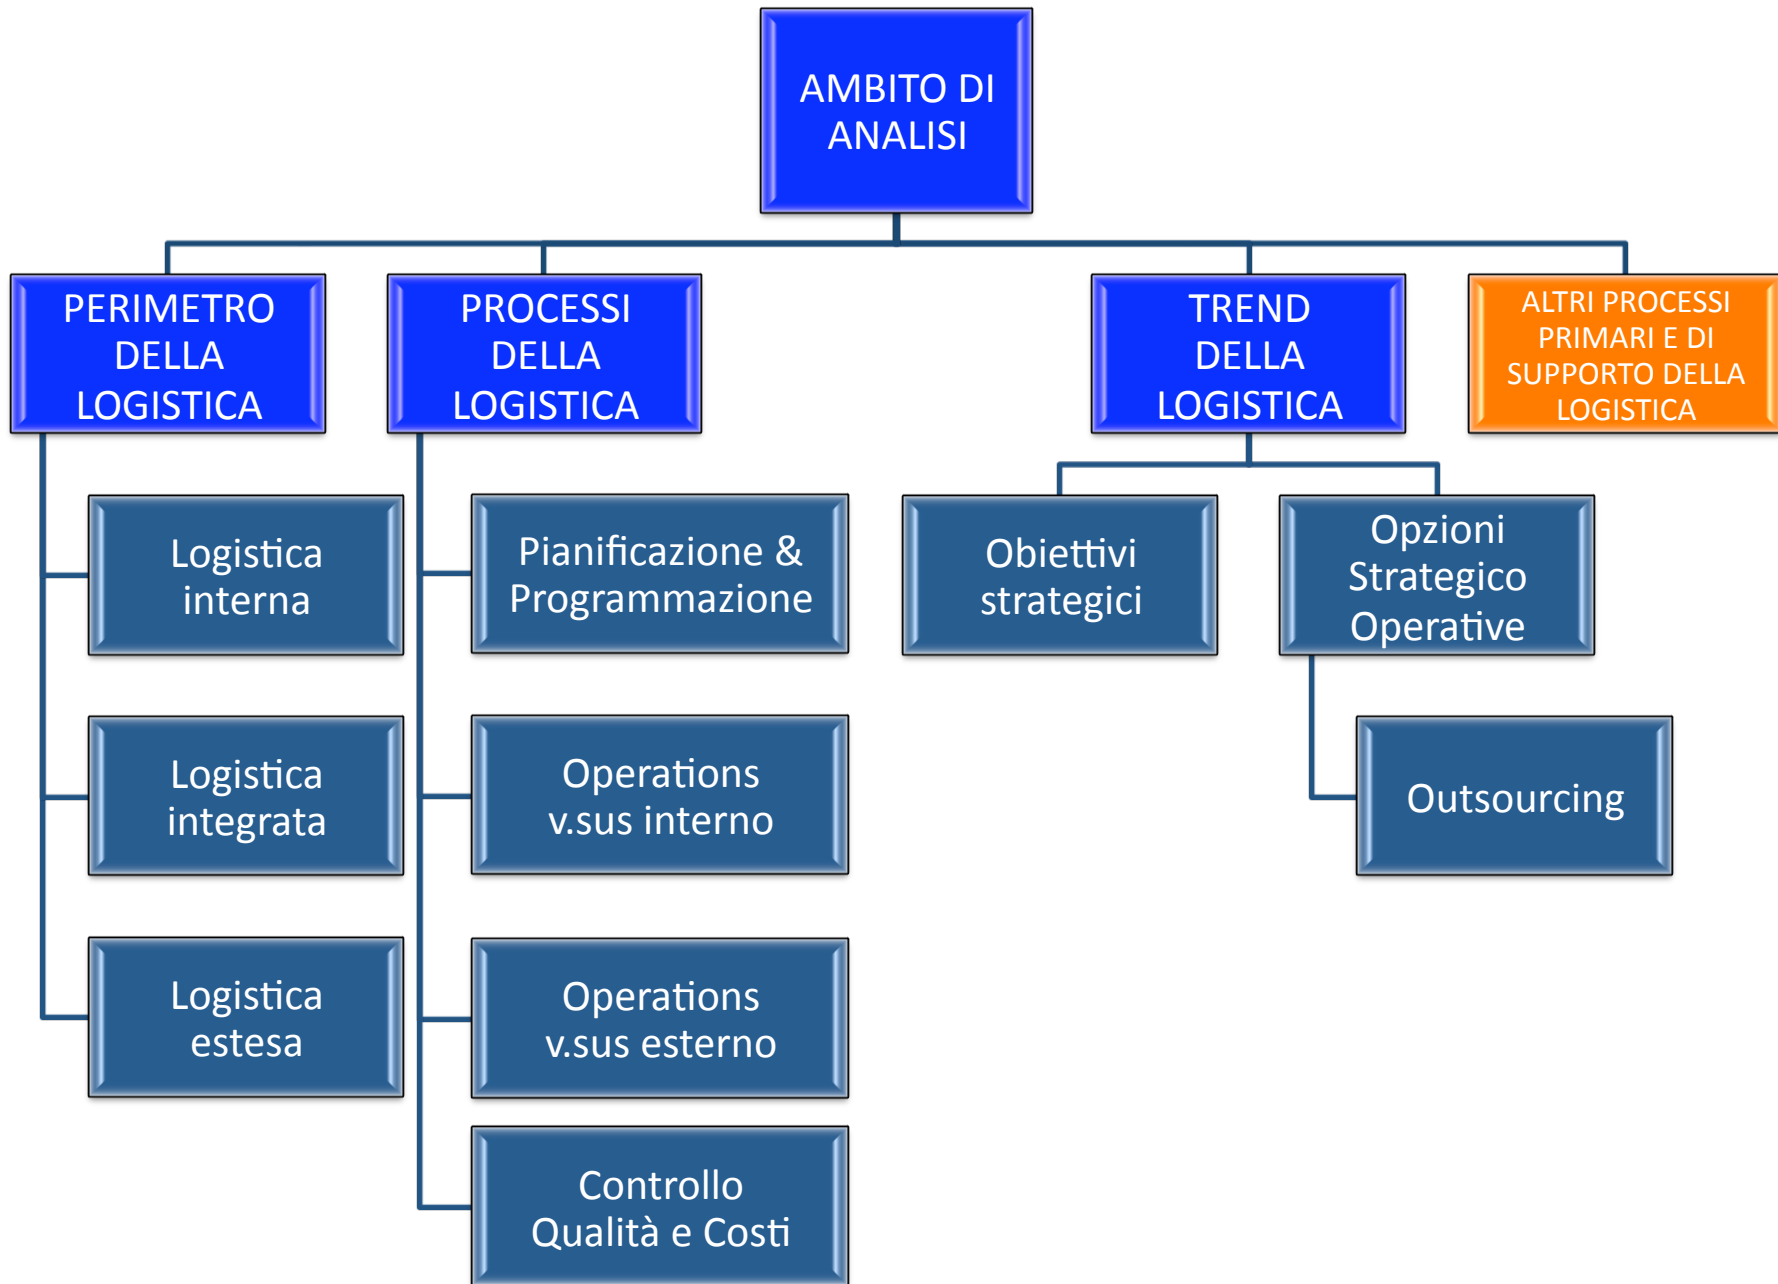 AMBITO DI
ANALISI
PERIMETRO
DELLA
LOGISTICA
Logistica
interna
Logistica
integrata
Logistica
estesa
PROCESSI
DELLA
LOGISTICA
Pianificazione &
Programmazione
Operations
v.sus interno
Operations
v.sus esterno
Controllo
Qualità e Costi
TREND
DELLA
LOGISTICA
Obiettivi
strategici
Opzioni
Strategico
Operative
Outsourcing
ALTRI PROCESSI
PRIMARI E DI
SUPPORTO DELLA
LOGISTICA